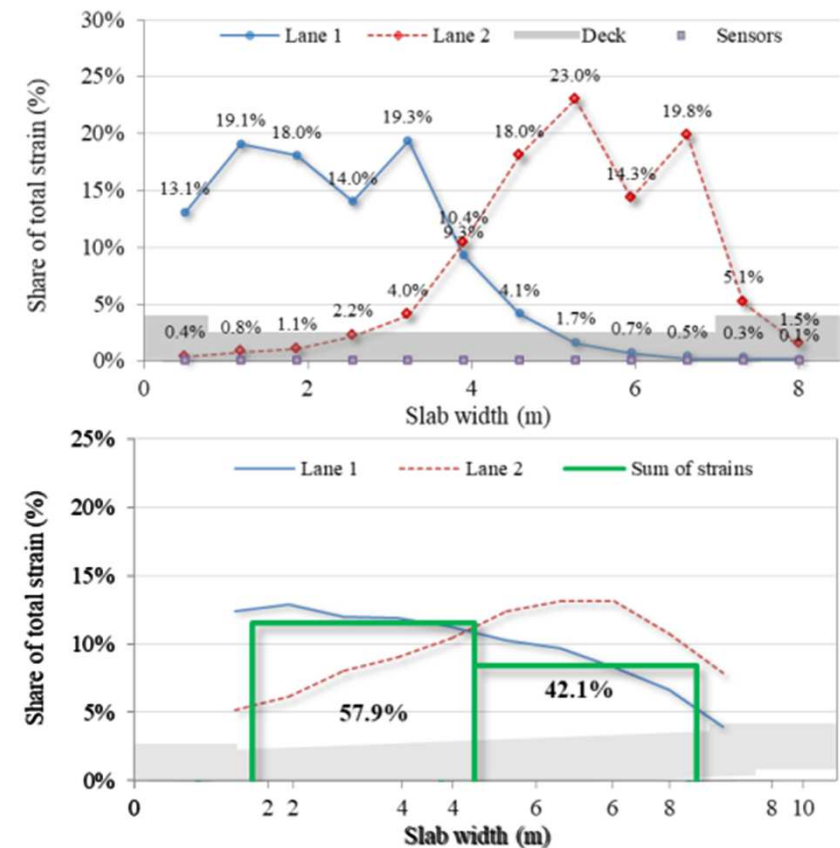 30%
Lane 1 Lane 2 Deck Sensors
25%
23.0%
20%
19.1% 18.0% 19.3% 18.0% 19.8%
15%
13.1% 14.0% 14.3%
10%
10.4%
9.3%
5%
4.0% 4.1% 5.1%
0.4% 0.8% 1.1% 2.2% 1.7% 0.7% 0.5% 0.3% 1.5%
0.1%
0%
0 2 4 6 8
Share of total strain (%)
Slab width (m)
25%
Lane 1 Lane 2 Sum of strains
20%
15%
10%
57.9% 42.1%
5%
0%
0 2 2 4 4 6 6 8 8 10
Share of total strain (%)
Slab width (m)